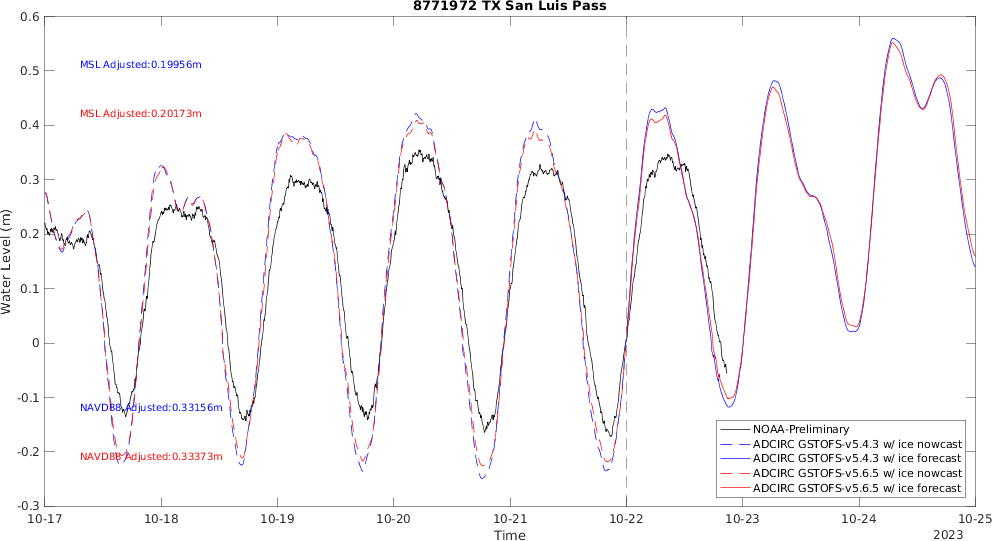 8771972 TX San Luis Pass
0.6
0.5
0.4
0.3
0.2
0.1
0
-0.1
-0.2
-0.3
Water Level (m)
MSL Adjusted:0.19956m
MSL Adjusted:0.20173m
NAVD88 Adjusted:0.33156m
NAVD88 Adjusted:0.33373m
NOAA-Preliminary
ADCIRC GSTOFS-v5.4.3 w/ ice nowcast
ADCIRC GSTOFS-v5.4.3 w/ ice forecast
ADCIRC GSTOFS-v5.6.5 w/ ice nowcast
ADCIRC GSTOFS-v5.6.5 w/ ice forecast
10-17 10-18 10-19 10-20 10-21 10-22 10-23 10-24 10-25
Time
2023